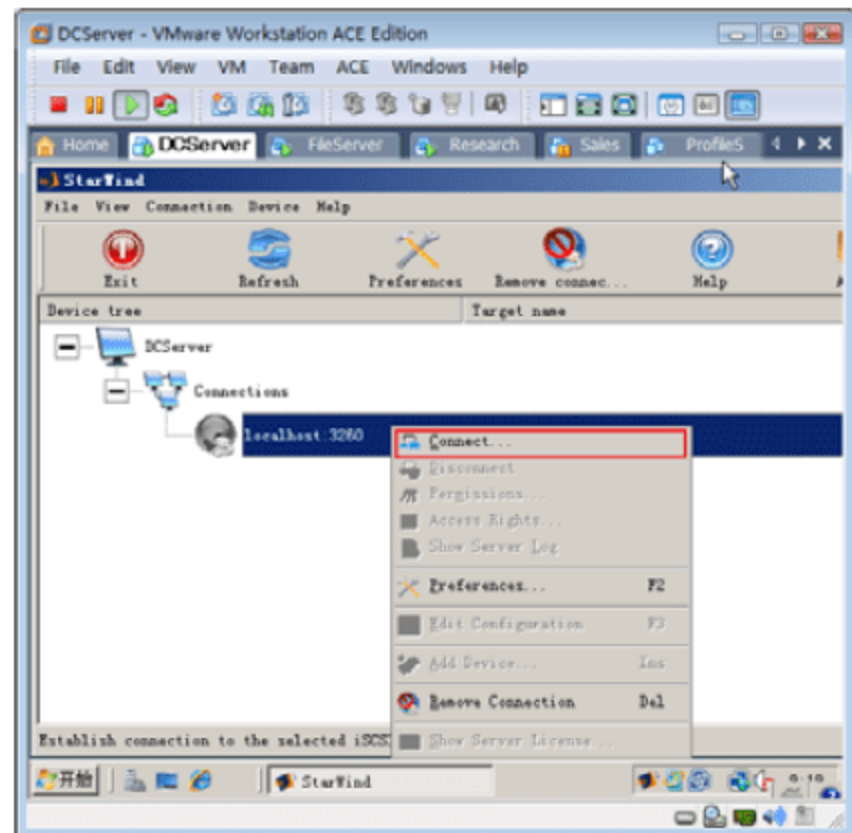 DCServer - VMware Workstation ACE Edition
File Edit View VM Team ACE Windows Help
Home DCServer FileServer Research Sales ProfileS
StarWind
File View Connection Device Help
Exit Refresh Preferences Remove connec... Help
Device tree Target name
DCServer
Connections
localhost:3260
Connect...
Disconnect
Permissions...
Access Rights...
Show Server Log
Preferences... F2
Edit Configuration F3
Add Device... Ins
Remove Connection Del
Establish connection to the selected iSCS
Show Server License...
开始 StarWind